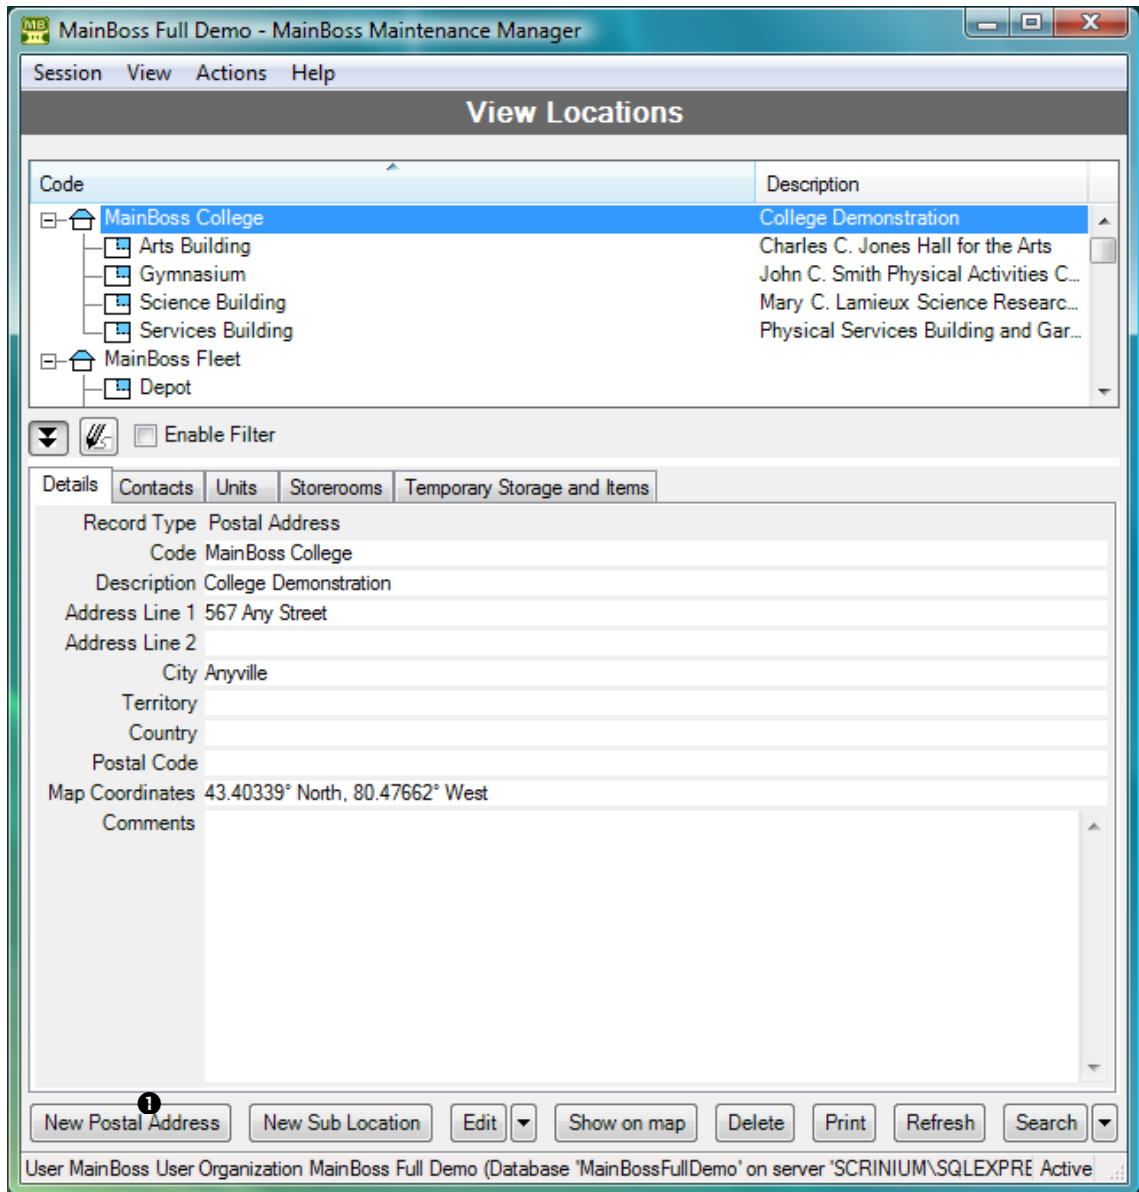 MainBoss Full Demo - MainBoss Maintenance Manager
Session View Actions Help
View Locations
Code Description
MainBoss College College Demonstration
Arts Building Charles C. Jones Hall for the Arts
Gymnasium John C. Smith Physical Activities C...
Science Building Mary C. Lamieux Science Researc...
Services Building Physical Services Building and Gar...
MainBoss Fleet
Depot
Enable Filter
Details Contacts Units Storerooms Temporary Storage and Items
Record Type Postal Address
Code MainBoss College
Description College Demonstration
Address Line 1 567 Any Street
Address Line 2
City Anyville
Territory
Country
Postal Code
Map Coordinates 43.40339° North, 80.47662° West
Comments
1
New Postal Address New Sub Location Edit Show on map Delete Print Refresh Search
User MainBoss User Organization MainBoss Full Demo (Database 'MainBossFullDemo' on server 'SCRINIUM\SQLEXPRE Active